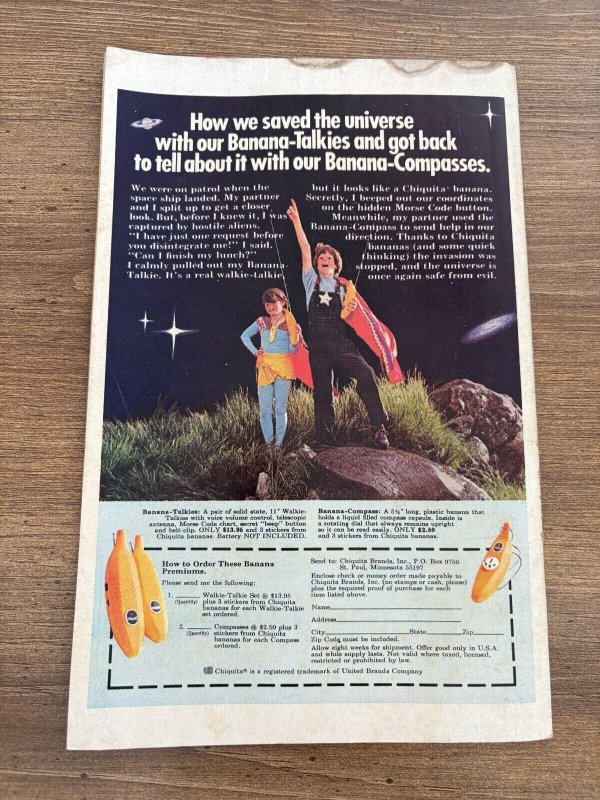 How we saved the universe
with our Banana-Talkies and got back
to tell about it with our Banana-Compasses.
We were on patrol when the
space ship landed. My partner
and I split up to get a closer
look. But, before I knew it, I was
captured by hostile aliens.
"I have just one request before
you disintegrate me!" I said.
"Can I finish my lunch?"
I calmly pulled out my Banana-
Talkie. It's a real walkie-talkie,
but it looks like a Chiquita® banana.
Secretly, I beeped out our coordinates
on the hidden Morse Code button.
Meanwhile, my partner used the
Banana-Compass to send help in our
direction. Thanks to Chiquita
bananas (and some quick
thinking) the invasion was
stopped, and the universe is
once again safe from evil.
Banana-Talkies: A pair of solid state, 11" Walkie-
Talkies with voice volume control, telescopic
antenna, Morse Code chart, secret "beep" button
and belt clip. ONLY $13.95 and 3 stickers from
Chiquita bananas. Battery NOT INCLUDED.
Banana-Compass: A 5¾" long, plastic banana that
holds a liquid filled compass capsule. Inside is
a rotating dial that always remains upright
so it can be read easily. ONLY $2.50
and 3 stickers from Chiquita bananas.
How to Order These Banana
Premiums.
Please send me the following:
1. ____ Walkie-Talkie Set @ $13.95
(Quantity) plus 3 stickers from Chiquita
bananas for each Walkie-Talkie
set ordered.
2. ____ Compasses @ $2.50 plus 3
(Quantity) stickers from Chiquita
bananas for each Compass
ordered.
Send to: Chiquita Brands, Inc., P.O. Box 9756
St. Paul, Minnesota 55197
Enclose check or money order made payable to
Chiquita Brands, Inc. (no stamps or cash, please)
plus the required proof of purchase for each
item listed above.
Name
Address
City State Zip
Zip Code must be included.
Allow eight weeks for shipment. Offer good only in U.S.A.
and while supply lasts. Not valid where taxed, licensed,
restricted or prohibited by law.
Chiquita® is a registered trademark of United Brands Company